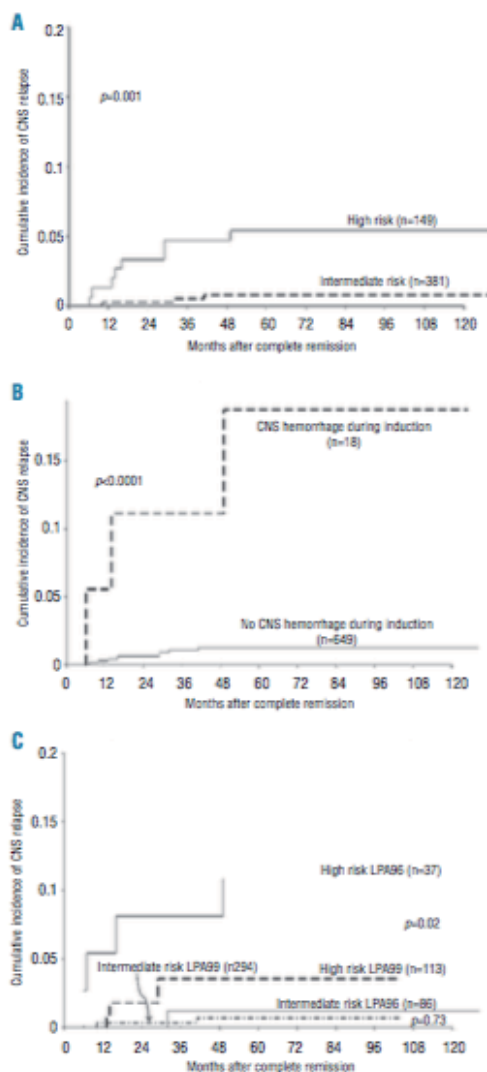 A
Cumulative incidence of CNS relapse
0.2
0.15
0.1
0.05
0
p=0.001
High risk (n=149)
Intermediate risk (n=381)
0 12 24 36 48 60 72 84 96 108 120
Months after complete remission
B
Cumulative incidence of CNS relapse
0.15
0.1
0.05
0
CNS hemorrhage during induction
(n=18)
p<0.0001
No CNS hemorrhage during induction
(n=649)
0 12 24 36 48 60 72 84 96 108 120
Months after complete remission
C
Cumulative incidence of CNS relapse
0.2
0.15
0.1
0.05
0
High risk LPA96 (n=37)
p=0.02
Intermediate risk LPA99 (n294)
High risk LPA99 (n=113)
Intermediate risk LPA96 (n=86)
p=0.73
0 12 24 36 48 60 72 84 96 108 120
Months after complete remission